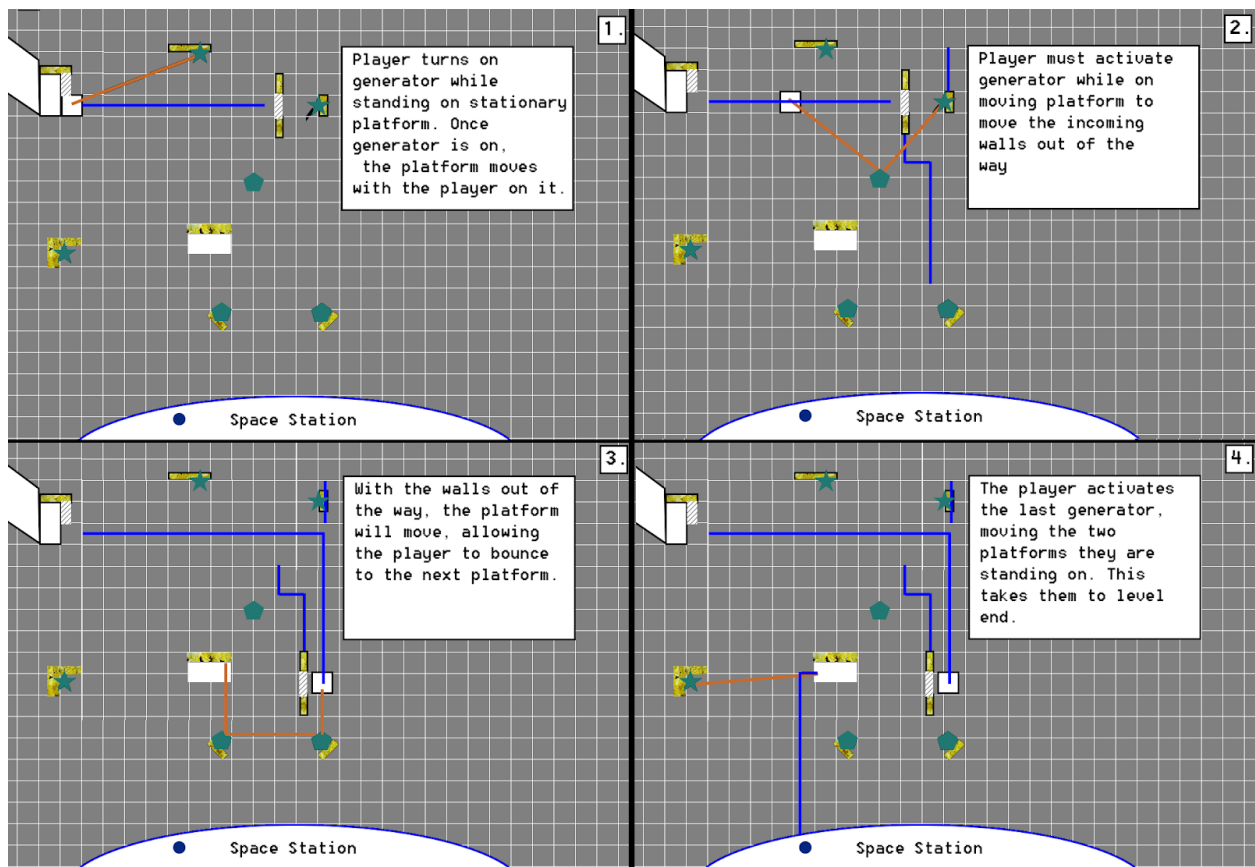 1.
Player turns on
generator while
standing on stationary
platform. Once
generator is on,
the platform moves
with the player on it.
Space Station
2.
Player must activate
generator while on
moving platform to
move the incoming
walls out of the
way
Space Station
3.
With the walls out of
the way, the platform
will move, allowing
the player to bounce
to the next platform.
Space Station
4.
The player activates
the last generator,
moving the two
platforms they are
standing on. This
takes them to level
end.
Space Station